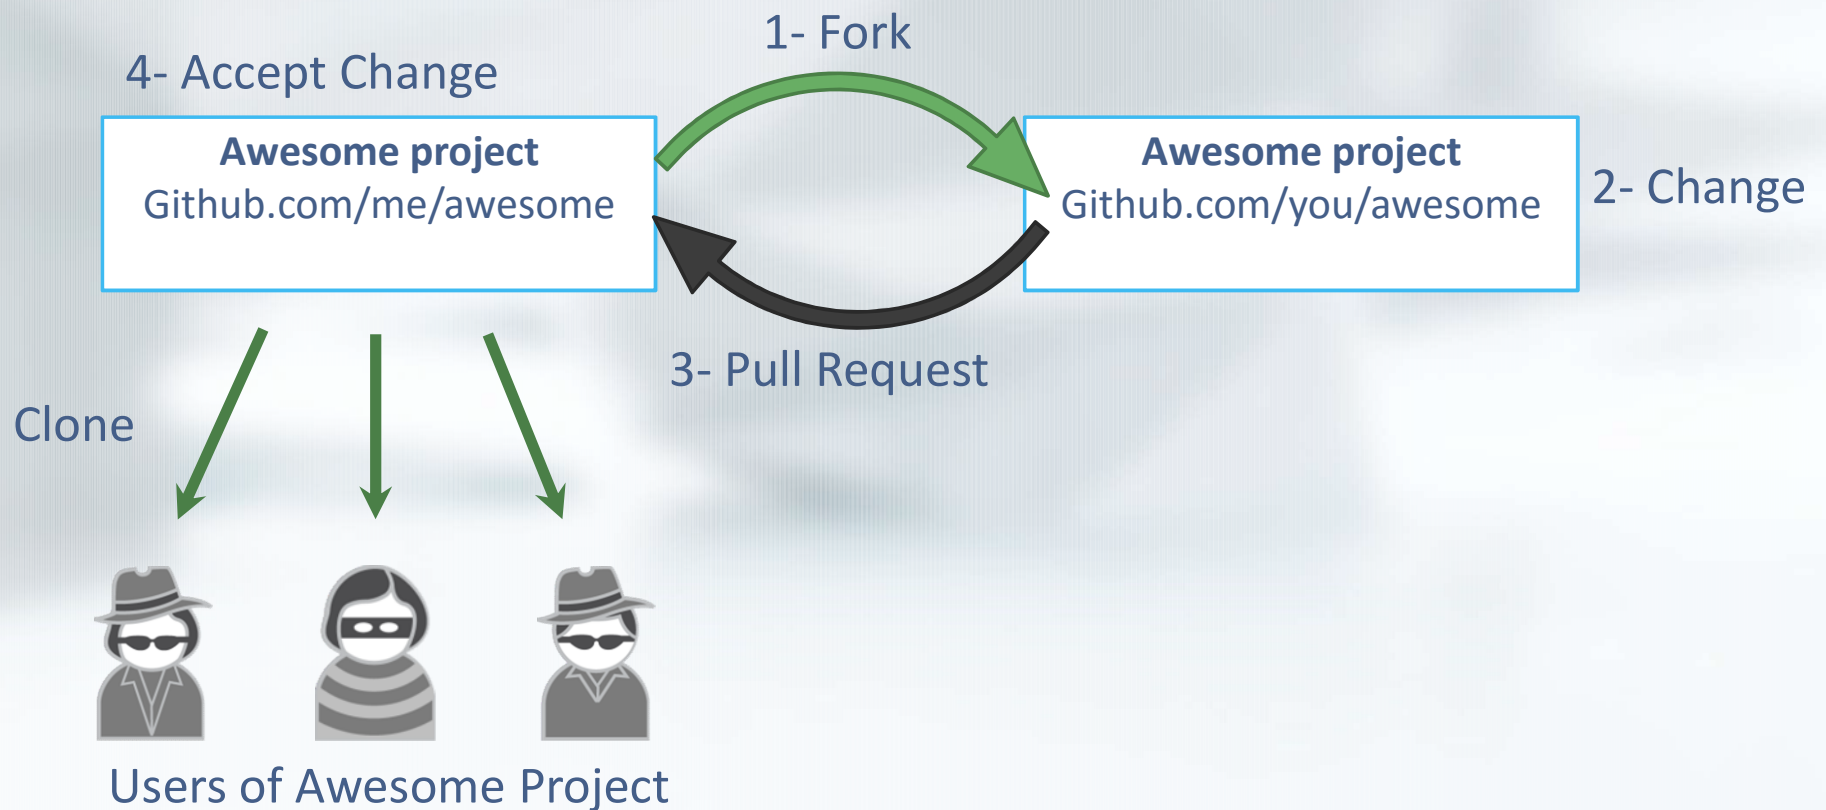 1- Fork
4- Accept Change
Awesome project
Github.com/me/awesome
Awesome project
Github.com/you/awesome
2- Change
3- Pull Request
Clone
Users of Awesome Project